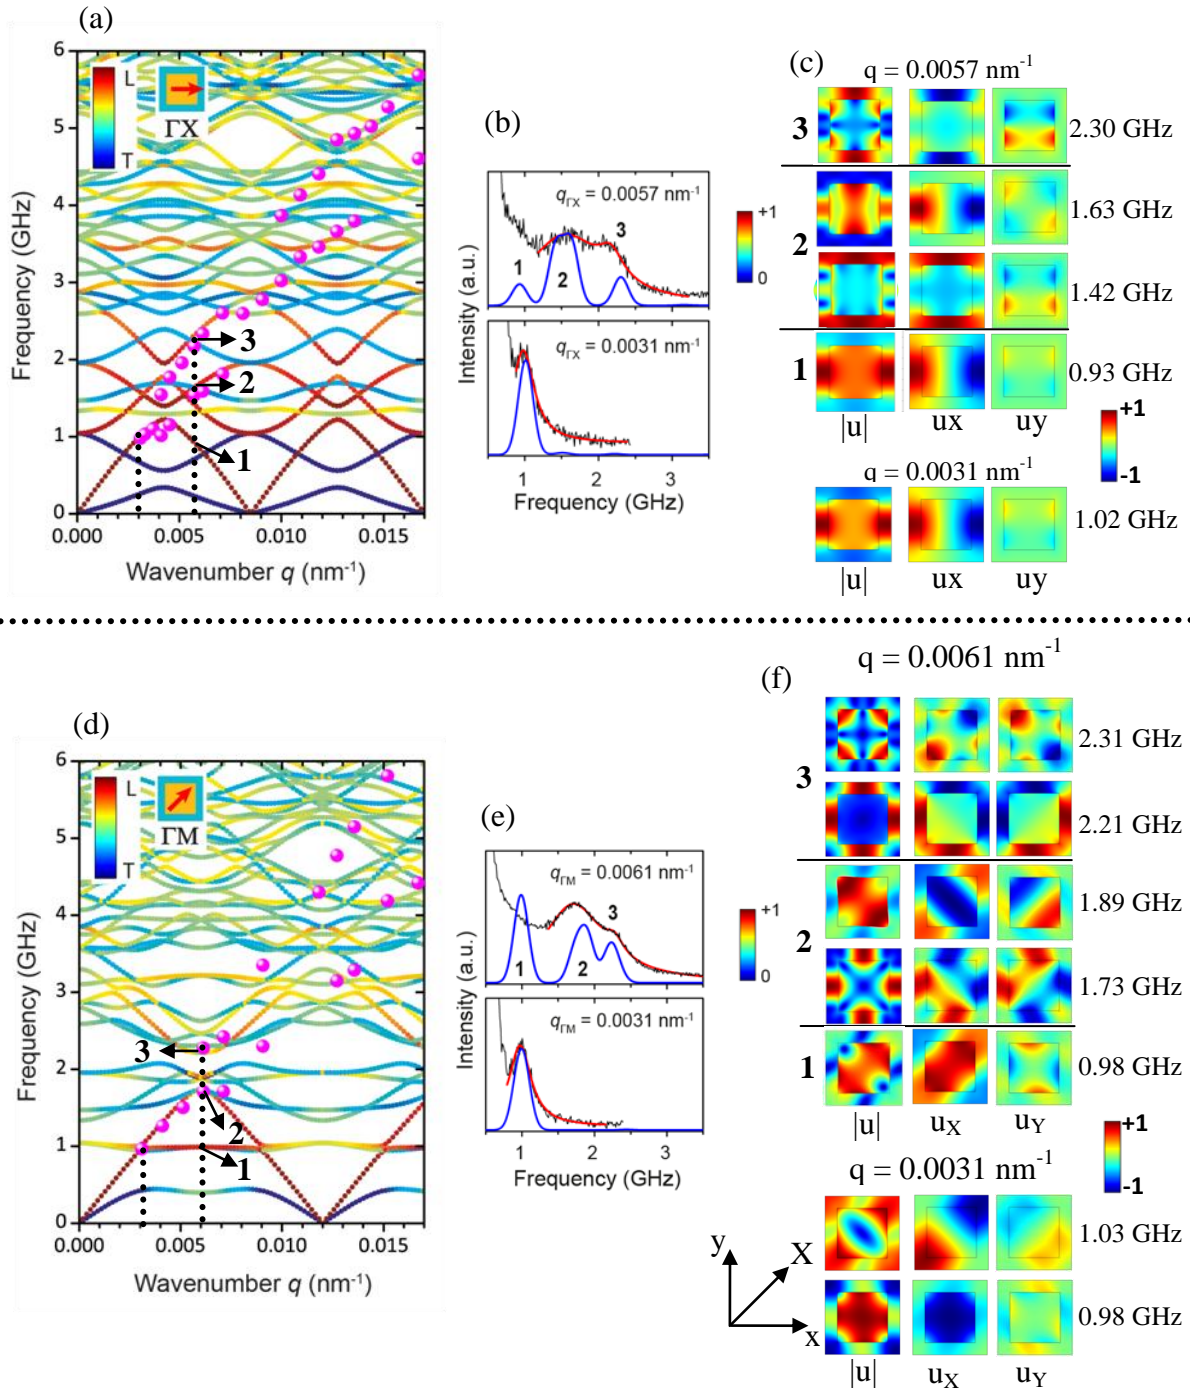 (a)
6
5
4
3
2
1
0
Frequency (GHz)
L
T
ΓX
3
2
1
0.000
0.005
0.010
0.015
Wavenumber q (nm⁻¹)
(b)
qΓX = 0.0057 nm⁻¹
1
2
3
qΓX = 0.0031 nm⁻¹
Intensity (a.u.)
1
2
3
Frequency (GHz)
(c)
q = 0.0057 nm⁻¹
+1
0
3
2.30 GHz
2
1.63 GHz
1.42 GHz
1
0.93 GHz
|u|
ux
uy
+1
-1
q = 0.0031 nm⁻¹
1.02 GHz
|u|
ux
uy
(d)
6
5
4
3
2
1
0
Frequency (GHz)
L
T
ΓM
3
2
1
0.000
0.005
0.010
0.015
Wavenumber q (nm⁻¹)
(e)
qΓM = 0.0061 nm⁻¹
1
2
3
qΓM = 0.0031 nm⁻¹
Intensity (a.u.)
1
2
3
Frequency (GHz)
(f)
q = 0.0061 nm⁻¹
+1
0
3
2.31 GHz
2.21 GHz
2
1.89 GHz
1.73 GHz
1
0.98 GHz
|u|
uX
uY
+1
-1
q = 0.0031 nm⁻¹
1.03 GHz
0.98 GHz
|u|
uX
uY
y
X
x